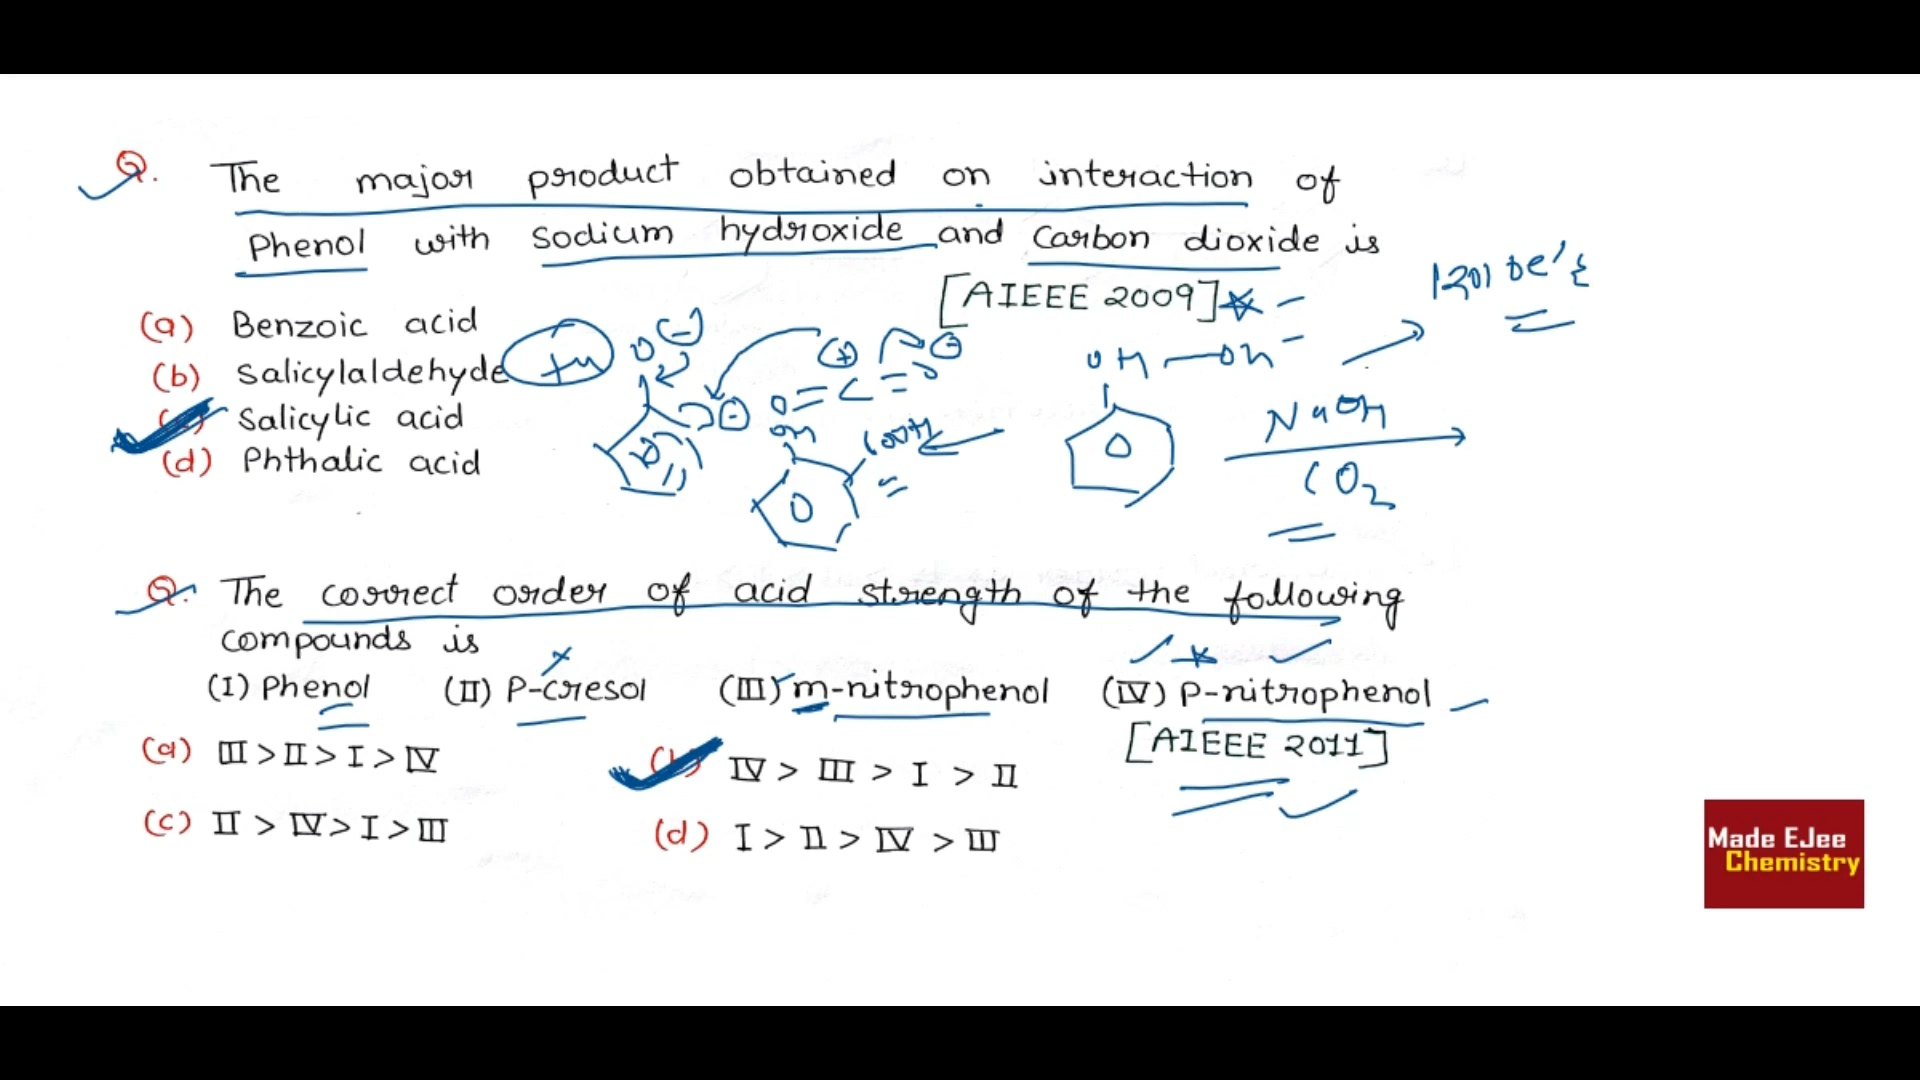 Q. The major product obtained on interaction of
Phenol with sodium hydroxide and carbon dioxide is
[AIEEE 2009]
(a) Benzoic acid
(b) Salicylaldehyde
Salicylic acid
(d) Phthalic acid
+M
O
O=C=O
OH
COOH
OH
NaOH
CO2
Q. The correct order of acid strength of the following
compounds is
(I) Phenol (II) P-cresol (III) m-nitrophenol (IV) P-nitrophenol
[AIEEE 2011]
(a) III > II > I > IV
(b) IV > III > I > II
(c) II > IV > I > III
(d) I > II > IV > III
Made EJee
Chemistry